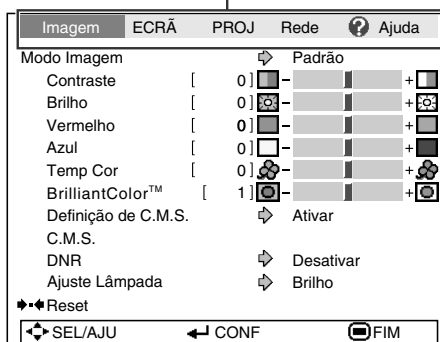 Imagem ECRÃ PROJ Rede ? Ajuda
Modo Imagem Padrão
Contraste [ 0 ] - +
Brilho [ 0 ] - +
Vermelho [ 0 ] - +
Azul [ 0 ] - +
Temp Cor [ 0 ] - +
BrilliantColor™ [ 1 ] - +
Definição de C.M.S. Ativar
C.M.S.
DNR Desativar
Ajuste Lâmpada Brilho
Reset
SEL/AJU CONF FIM